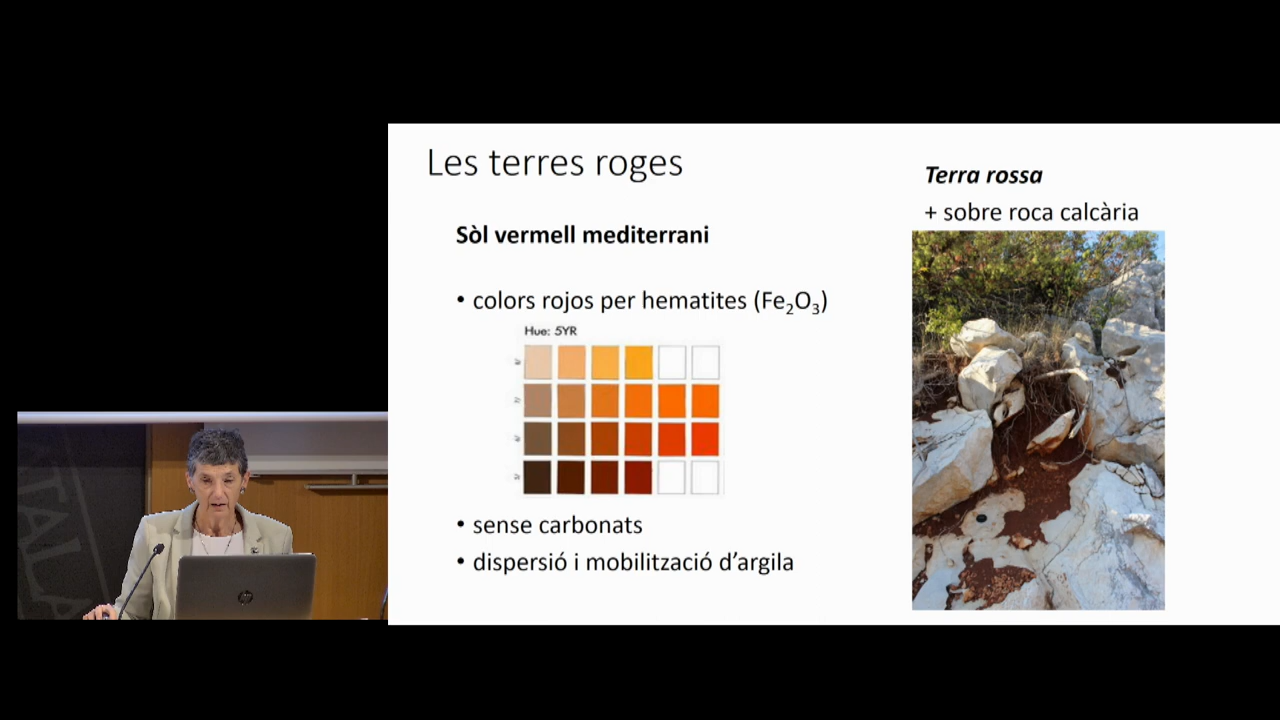 Les terres roges
Sòl vermell mediterrani
• colors rojos per hematites (Fe₂O₃)
Hue: 5YR
• sense carbonats
• dispersió i mobilització d’argila
Terra rossa
+ sobre roca calcària
hp